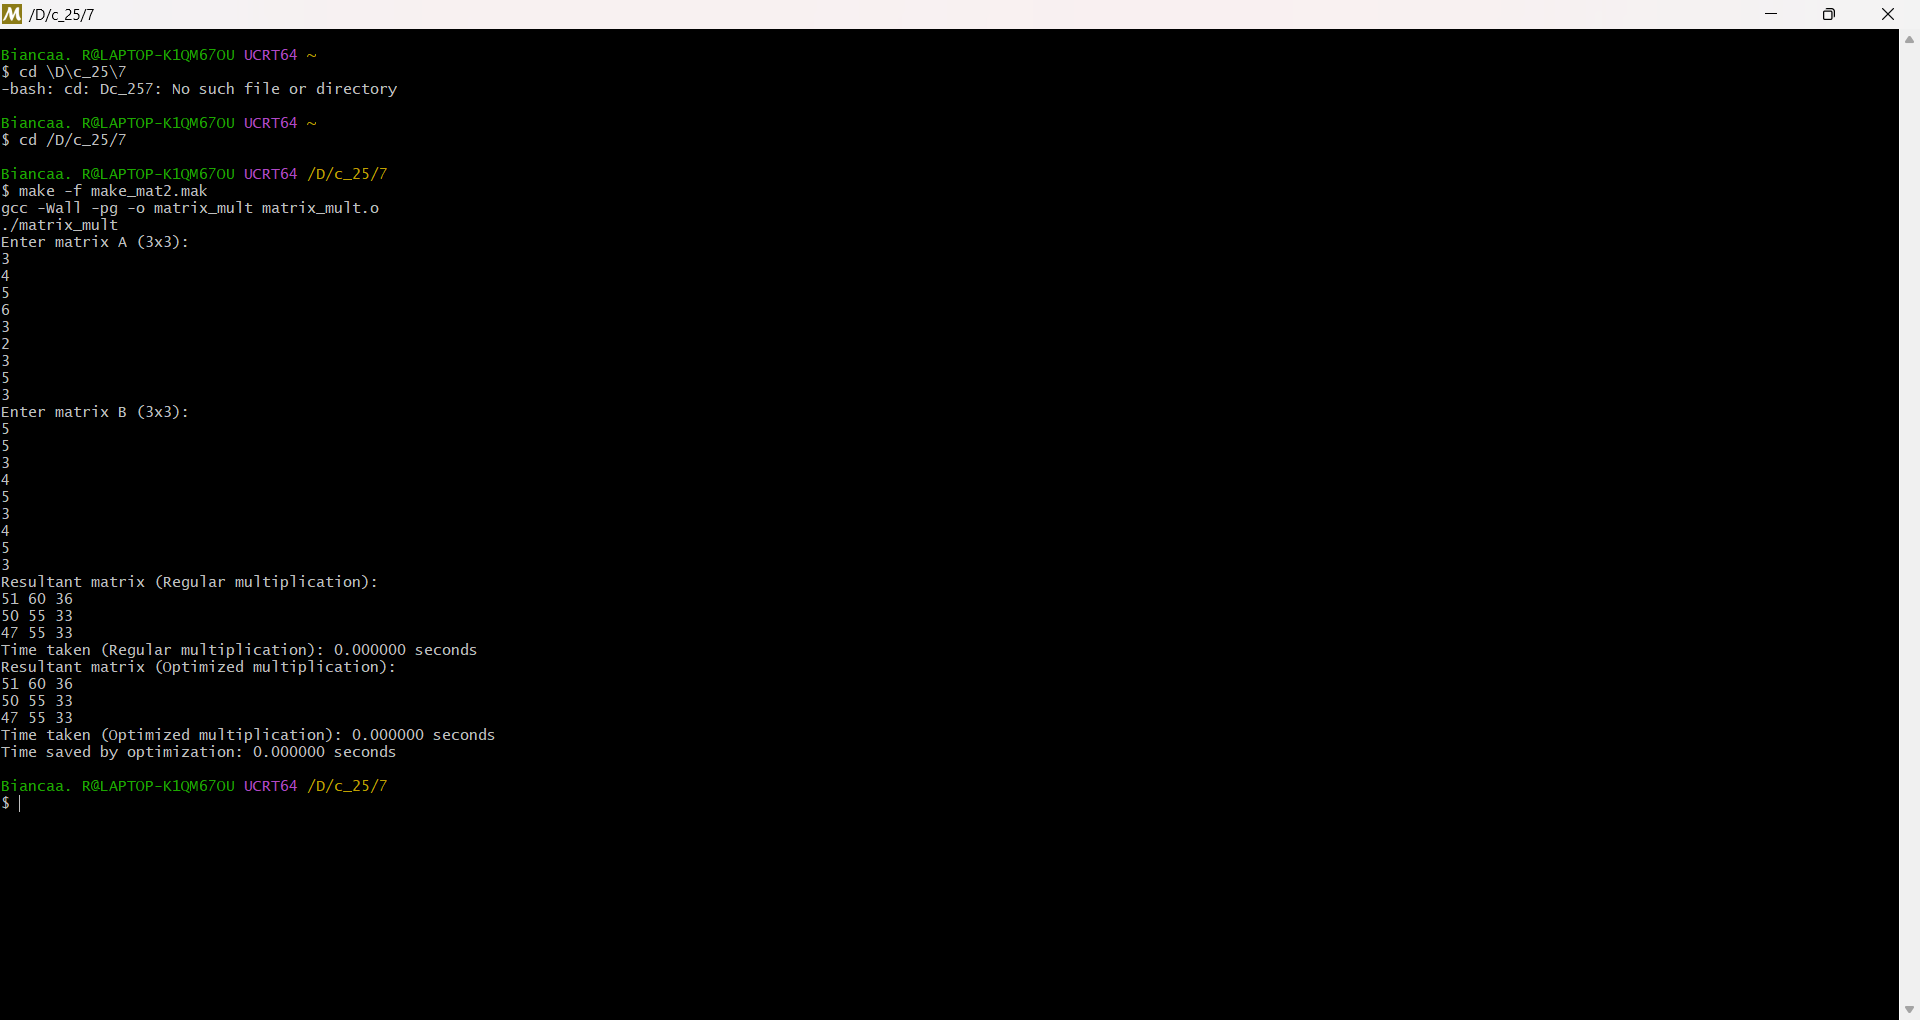 /D/c_25/7
Biancaa. R@LAPTOP-K1QM67OU UCRT64 ~
$ cd \D\c_25\7
-bash: cd: Dc_257: No such file or directory
Biancaa. R@LAPTOP-K1QM67OU UCRT64 ~
$ cd /D/c_25/7
Biancaa. R@LAPTOP-K1QM67OU UCRT64 /D/c_25/7
$ make -f make_mat2.mak
gcc -Wall -pg -o matrix_mult matrix_mult.o
./matrix_mult
Enter matrix A (3x3):
3
4
5
6
3
2
3
5
3
Enter matrix B (3x3):
5
5
3
4
5
3
4
5
3
Resultant matrix (Regular multiplication):
51 60 36
50 55 33
47 55 33
Time taken (Regular multiplication): 0.000000 seconds
Resultant matrix (Optimized multiplication):
51 60 36
50 55 33
47 55 33
Time taken (Optimized multiplication): 0.000000 seconds
Time saved by optimization: 0.000000 seconds
Biancaa. R@LAPTOP-K1QM67OU UCRT64 /D/c_25/7
$